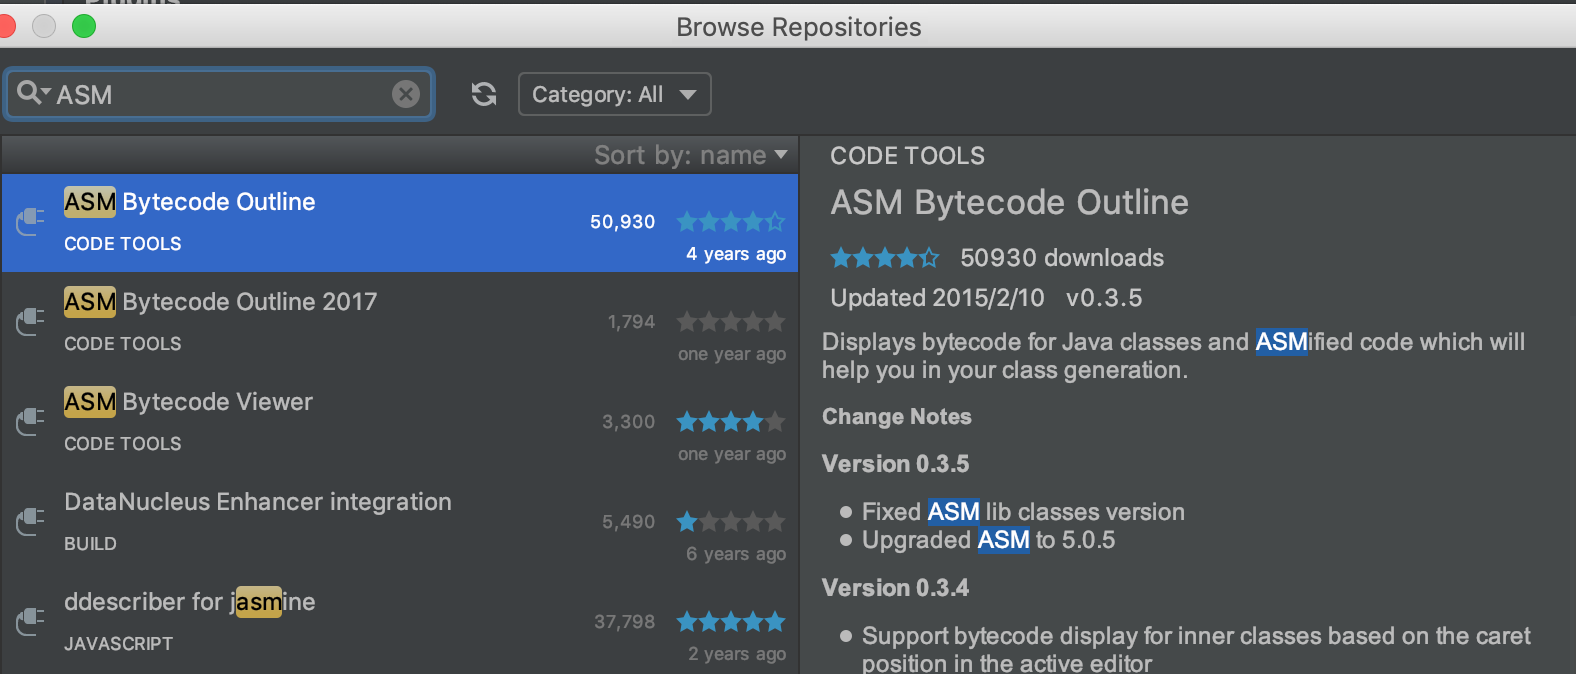 Plugins
Browse Repositories
ASM
Category: All
Sort by: name
ASM Bytecode Outline
50,930
CODE TOOLS
4 years ago
ASM Bytecode Outline 2017
1,794
CODE TOOLS
one year ago
ASM Bytecode Viewer
3,300
CODE TOOLS
one year ago
DataNucleus Enhancer integration
5,490
BUILD
6 years ago
ddescriber for jasmine
37,798
JAVASCRIPT
2 years ago
CODE TOOLS
ASM Bytecode Outline
50930 downloads
Updated 2015/2/10 v0.3.5
Displays bytecode for Java classes and ASMified code which will
help you in your class generation.
Change Notes
Version 0.3.5
Fixed ASM lib classes version
Upgraded ASM to 5.0.5
Version 0.3.4
Support bytecode display for inner classes based on the caret
position in the active editor